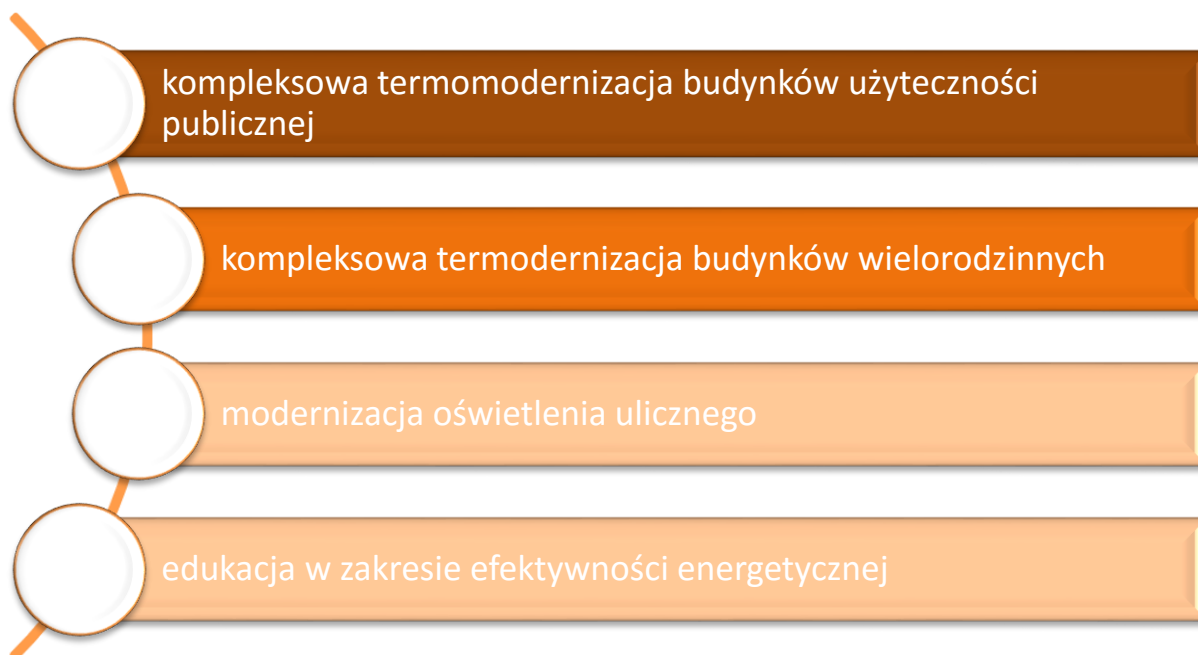 kompleksowa termomodernizacja budynków użyteczności
publicznej
kompleksowa termodernizacja budynków wielorodzinnych
modernizacja oświetlenia ulicznego
edukacja w zakresie efektywności energetycznej